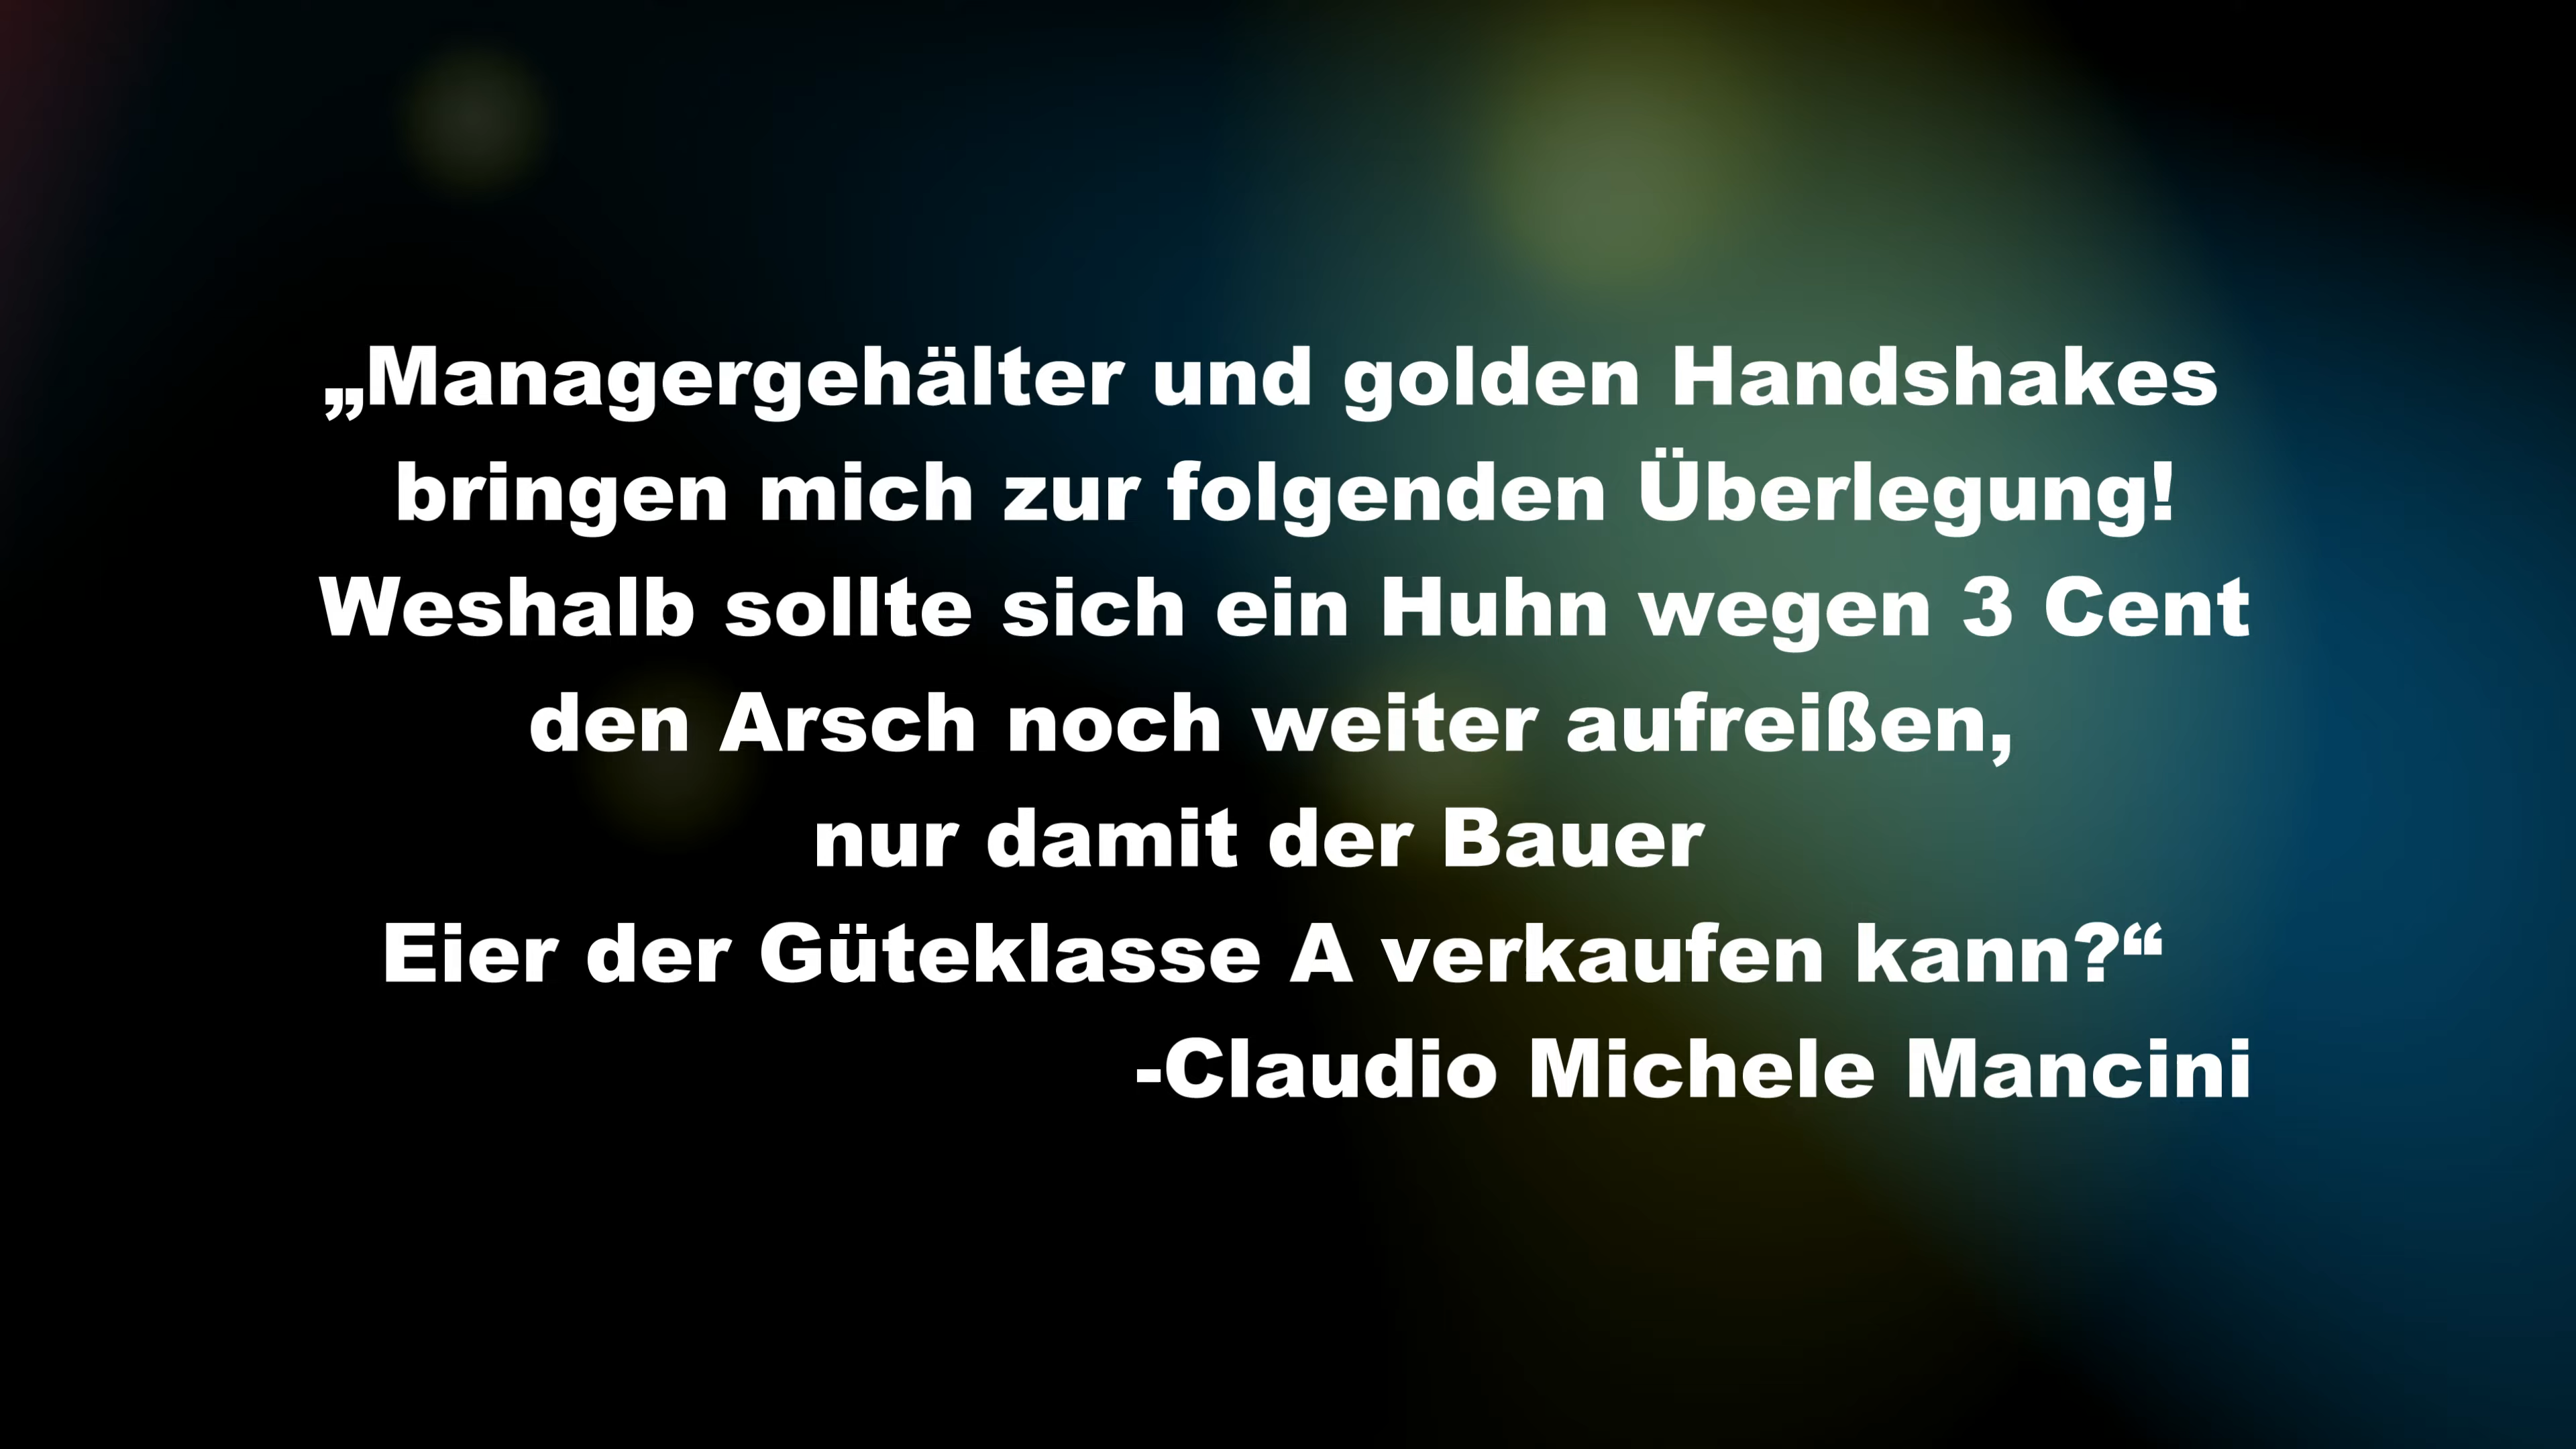 „Managergehälter und golden Handshakes
bringen mich zur folgenden Überlegung!
Weshalb sollte sich ein Huhn wegen 3 Cent
den Arsch noch weiter aufreißen,
nur damit der Bauer
Eier der Güteklasse A verkaufen kann?“
-Claudio Michele Mancini